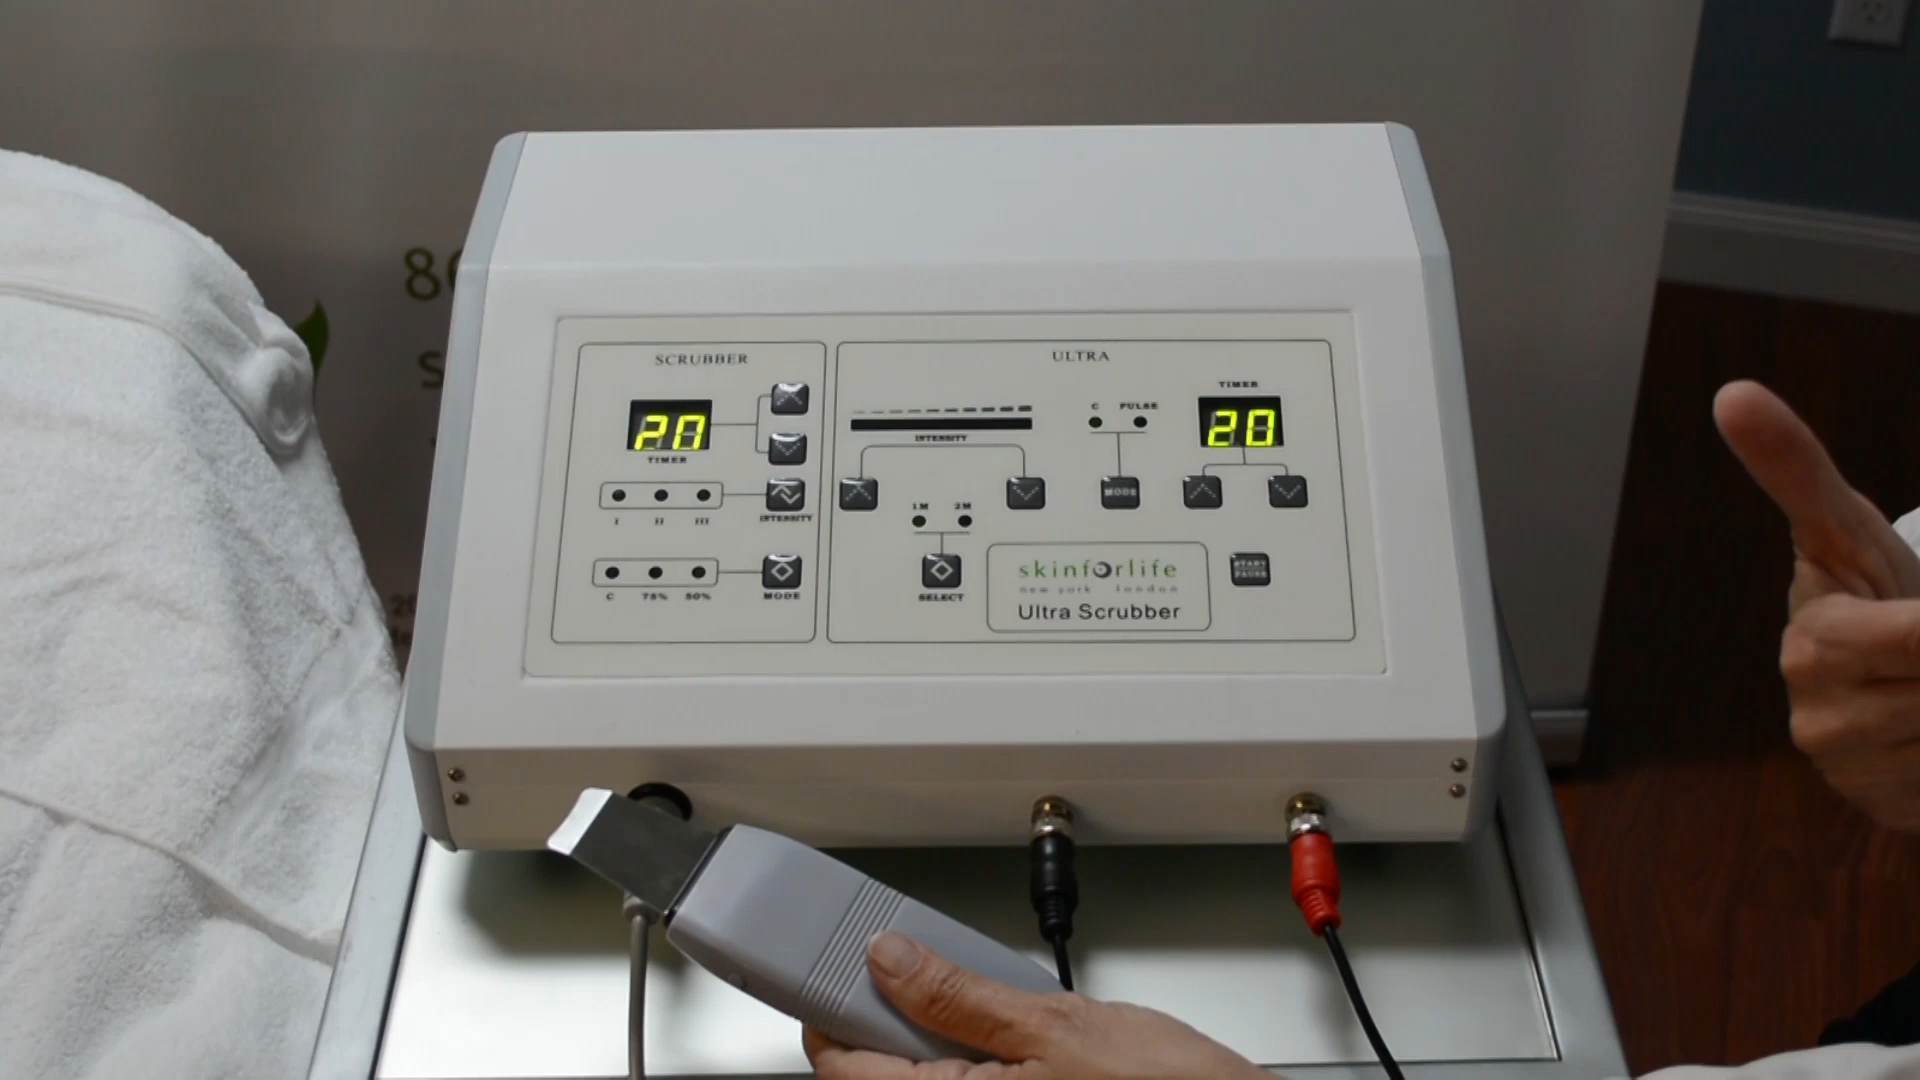 SCRUBBER
20
TIMER
I II III
INTENSITY
C 75% 50%
MODE
ULTRA
INTENSITY
1M 2M
SELECT
C PULSE
MODE
TIMER
20
START
PAUSE
skinforlife
new york london
Ultra Scrubber